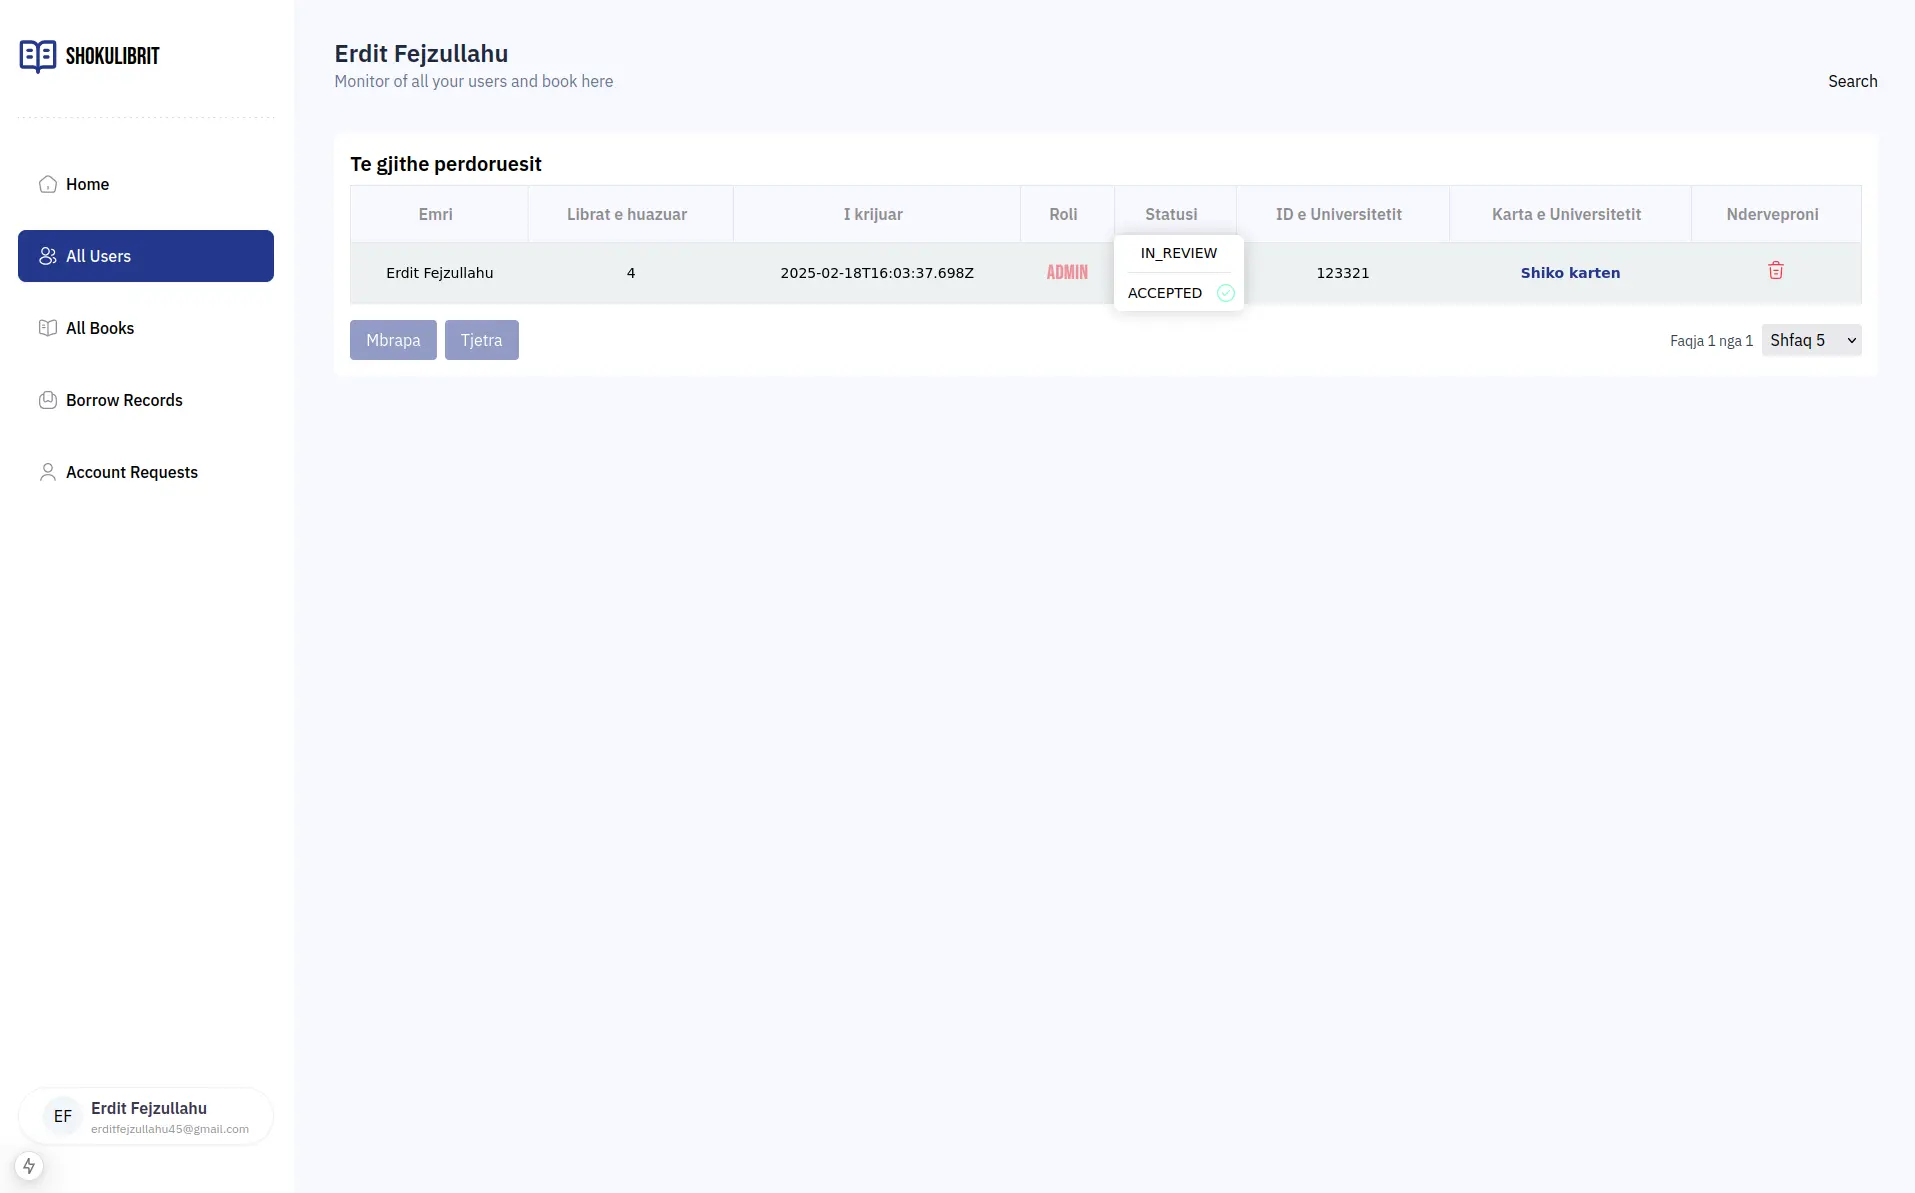 SHOKULIBRIT
Home
All Users
All Books
Borrow Records
Account Requests
EF
Erdit Fejzullahu
erditfejzullahu45@gmail.com
Erdit Fejzullahu
Monitor of all your users and book here
Search
Te gjithe perdoruesit
Emri Librat e huazuar I krijuar Roli Statusi ID e Universitetit Karta e Universitetit Nderveproni
Erdit Fejzullahu 4 2025-02-18T16:03:37.698Z ADMIN 123321 Shiko karten
IN_REVIEW
ACCEPTED
Mbrapa Tjetra Faqja 1 nga 1 Shfaq 5